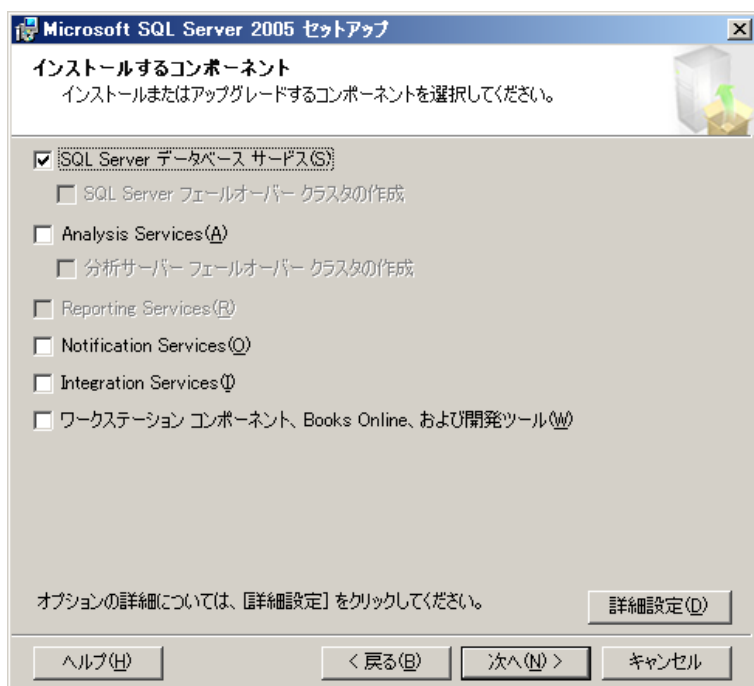 Microsoft SQL Server 2005 セットアップ
インストールするコンポーネント
インストールまたはアップグレードするコンポーネントを選択してください。
SQL Server データベース サービス(S)
SQL Server フェールオーバー クラスタの作成
Analysis Services(A)
分析サーバー フェールオーバー クラスタの作成
Reporting Services(R)
Notification Services(O)
Integration Services(I)
ワークステーション コンポーネント、Books Online、および開発ツール(W)
オプションの詳細については、[詳細設定] をクリックしてください。
詳細設定(D)
ヘルプ(H)
< 戻る(B)
次へ(N) >
キャンセル